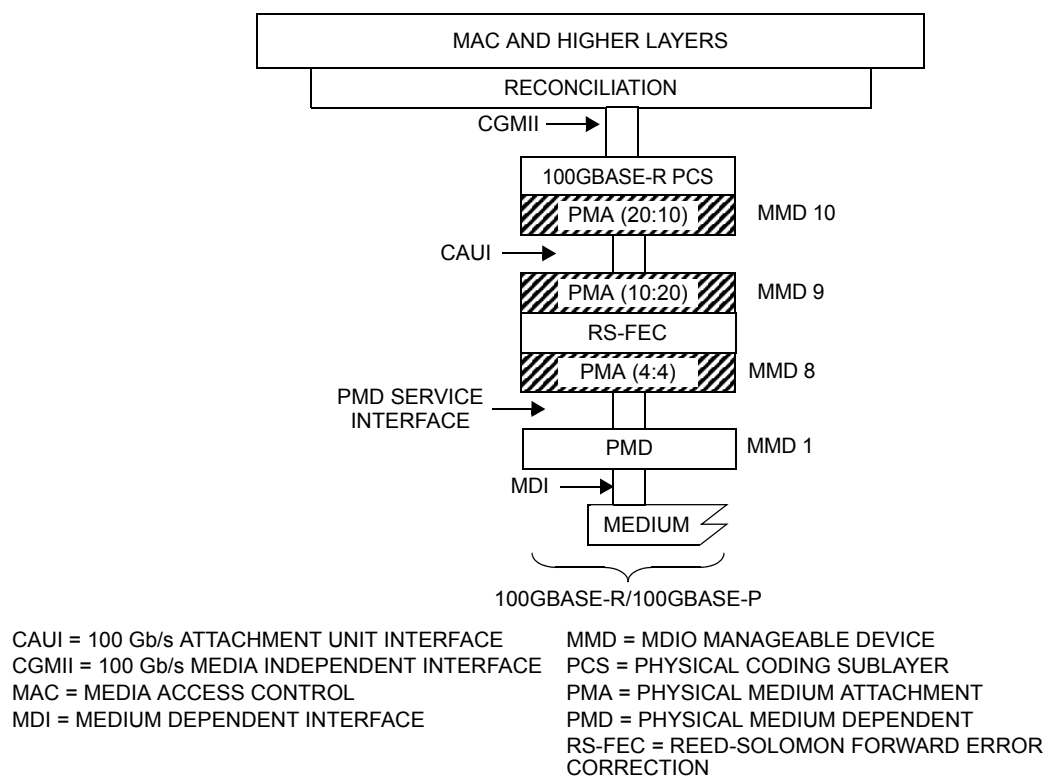 MAC AND HIGHER LAYERS
RECONCILIATION
CGMII
100GBASE-R PCS
PMA (20:10)
MMD 10
CAUI
PMA (10:20)
MMD 9
RS-FEC
PMA (4:4)
MMD 8
PMD SERVICE
INTERFACE
PMD
MMD 1
MDI
MEDIUM
100GBASE-R/100GBASE-P
CAUI = 100 Gb/s ATTACHMENT UNIT INTERFACE
CGMII = 100 Gb/s MEDIA INDEPENDENT INTERFACE
MAC = MEDIA ACCESS CONTROL
MDI = MEDIUM DEPENDENT INTERFACE
MMD = MDIO MANAGEABLE DEVICE
PCS = PHYSICAL CODING SUBLAYER
PMA = PHYSICAL MEDIUM ATTACHMENT
PMD = PHYSICAL MEDIUM DEPENDENT
RS-FEC = REED-SOLOMON FORWARD ERROR
CORRECTION